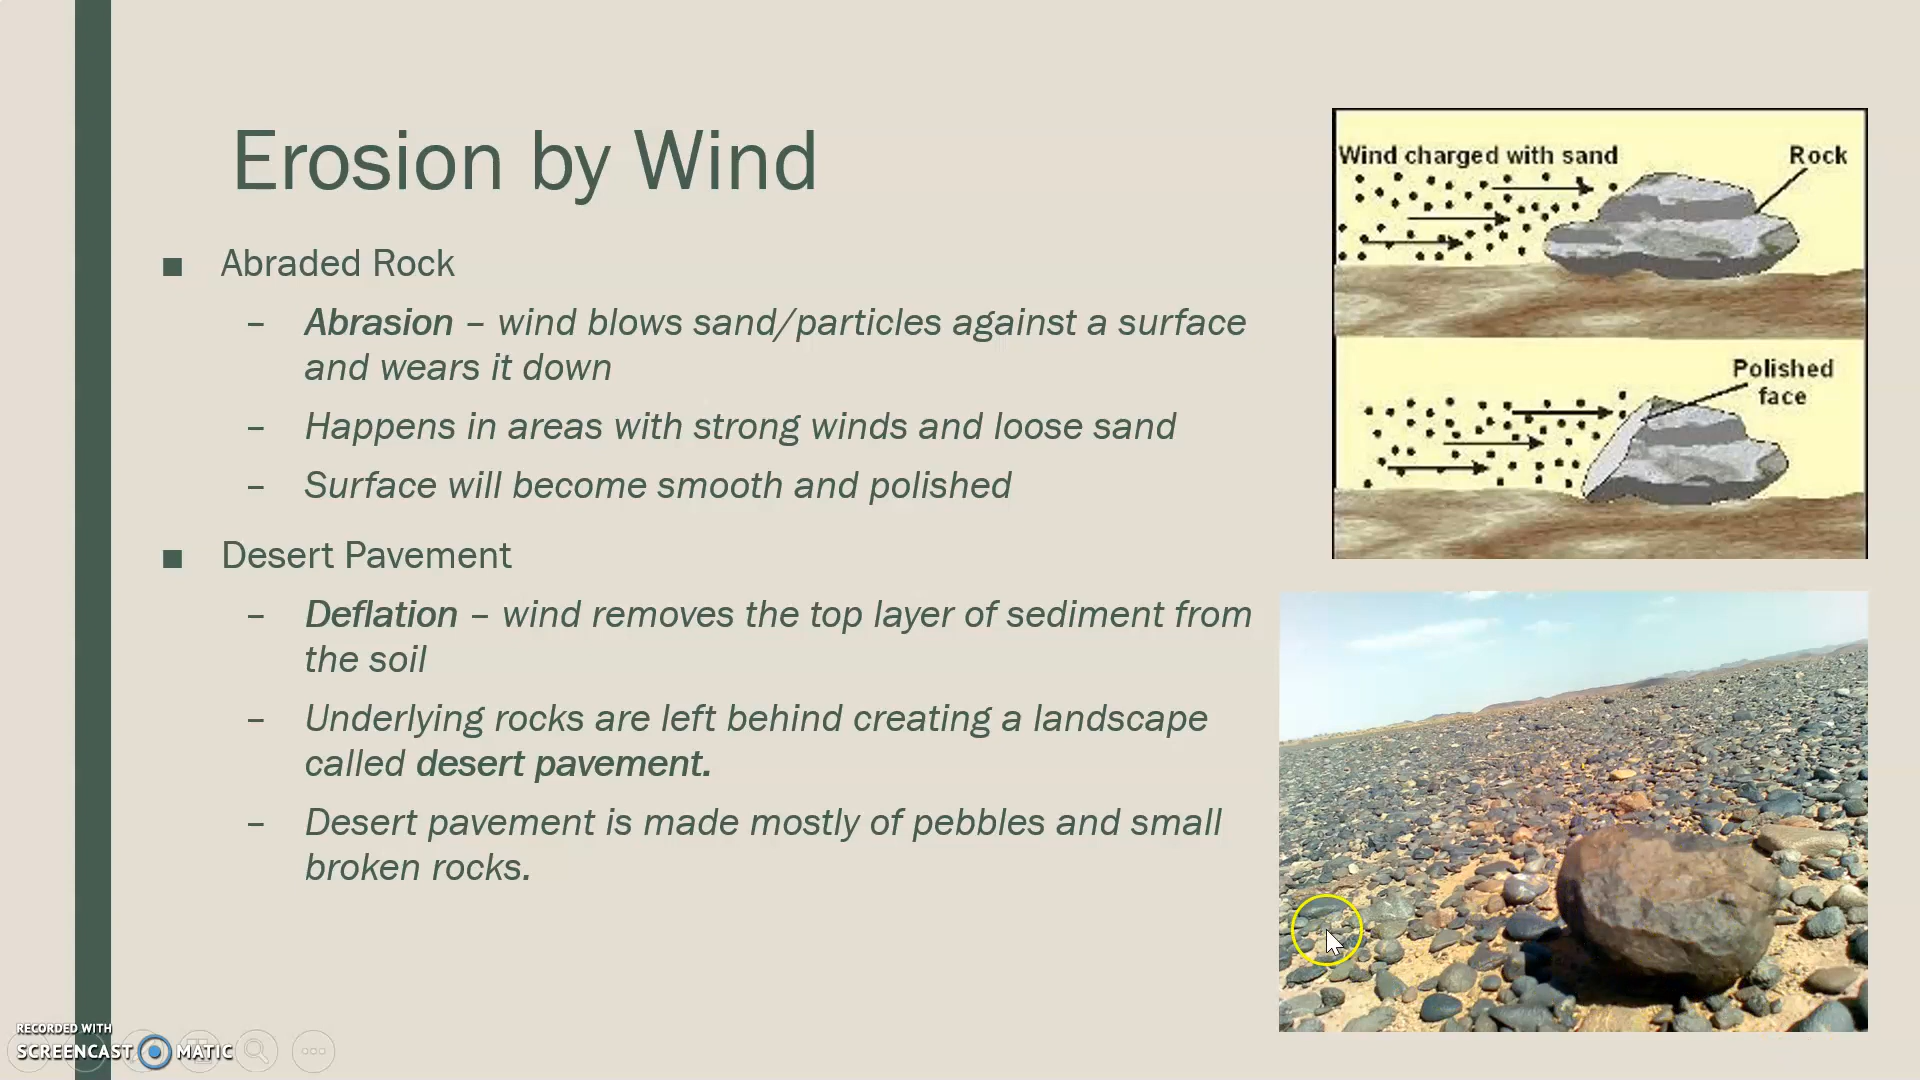 Erosion by Wind
■ Abraded Rock
– Abrasion – wind blows sand/particles against a surface
and wears it down
– Happens in areas with strong winds and loose sand
– Surface will become smooth and polished
■ Desert Pavement
– Deflation – wind removes the top layer of sediment from
the soil
– Underlying rocks are left behind creating a landscape
called desert pavement.
– Desert pavement is made mostly of pebbles and small
broken rocks.
Wind charged with sand
Rock
Polished
face
RECORDED WITH
SCREENCAST MATIC